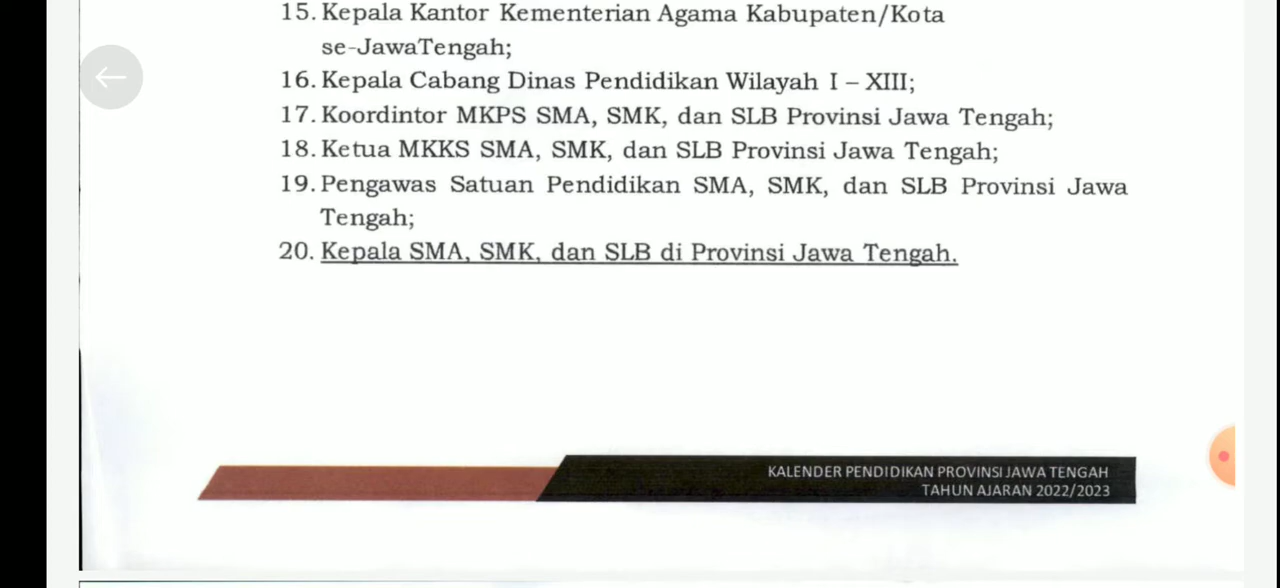 15. Kepala Kantor Kementerian Agama Kabupaten/Kota
se-JawaTengah;
16. Kepala Cabang Dinas Pendidikan Wilayah I – XIII;
17. Koordintor MKPS SMA, SMK, dan SLB Provinsi Jawa Tengah;
18. Ketua MKKS SMA, SMK, dan SLB Provinsi Jawa Tengah;
19. Pengawas Satuan Pendidikan SMA, SMK, dan SLB Provinsi Jawa
Tengah;
20. Kepala SMA, SMK, dan SLB di Provinsi Jawa Tengah.
KALENDER PENDIDIKAN PROVINSI JAWA TENGAH
TAHUN AJARAN 2022/2023